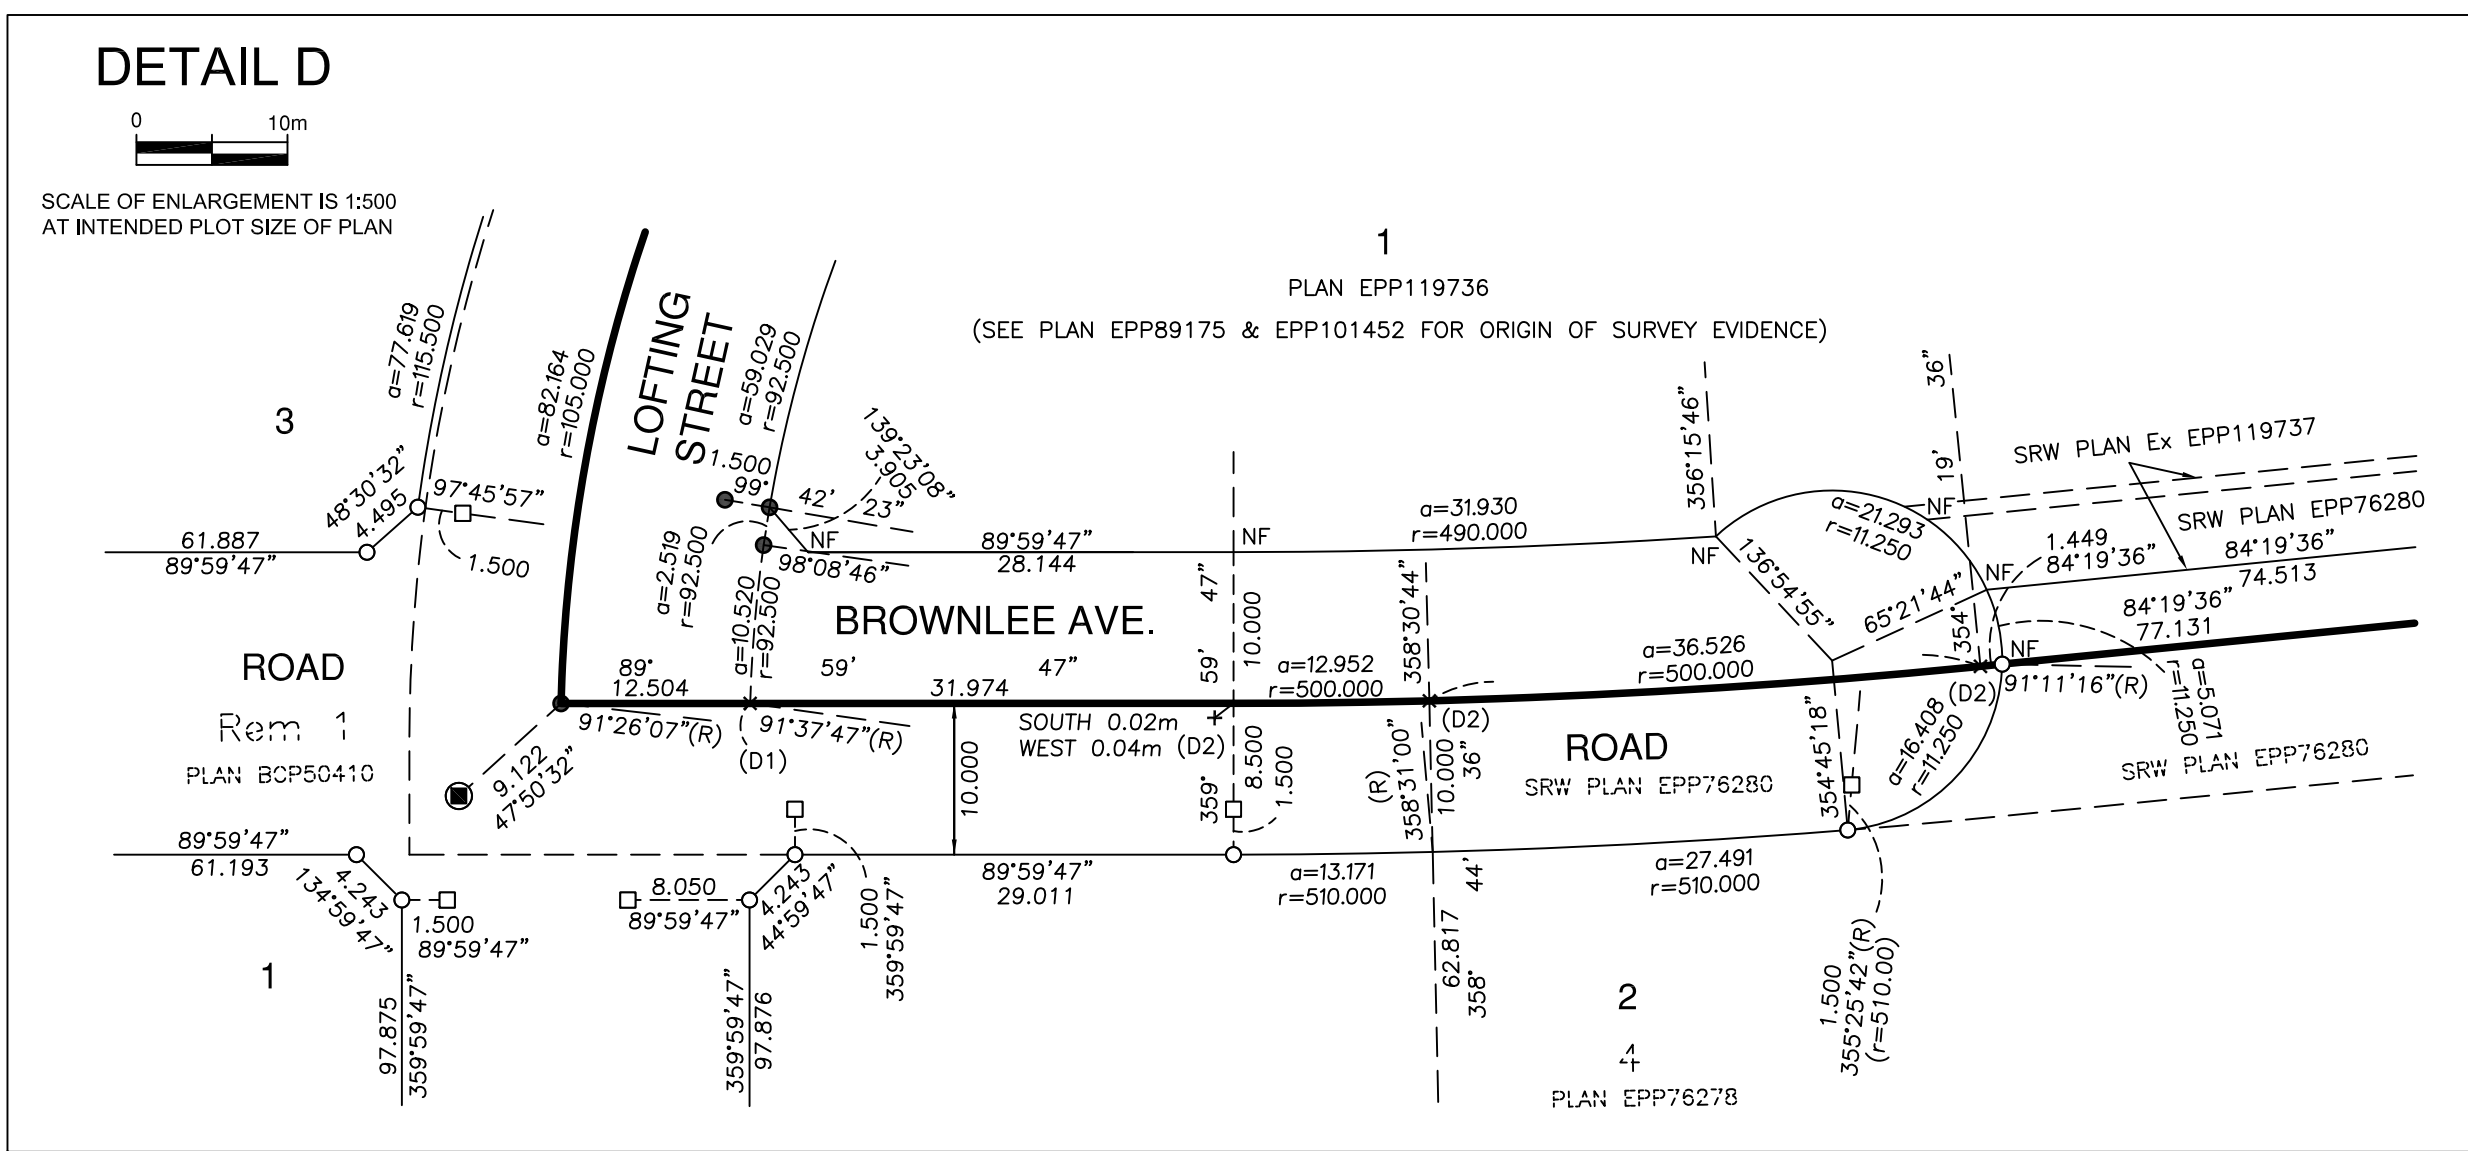 DETAIL D
0 10m
SCALE OF ENLARGEMENT IS 1:500
AT INTENDED PLOT SIZE OF PLAN
1
PLAN EPP119736
(SEE PLAN EPP89175 & EPP101452 FOR ORIGIN OF SURVEY EVIDENCE)
3
a=77.619
r=115.500
a=82.164
r=105.000
LOFTING
STREET
a=59.029
r=92.500
139°23'08"
3.905
1.500
99° 42' 23"
48°30'32"
4.495
97°45'57"
1.500
61.887
89°59'47"
NF
98°08'46"
a=2.519
r=92.500
a=10.520
r=92.500
89°59'47"
28.144
NF
a=31.930
r=490.000
356°15'46"
NF
136°54'55"
a=21.293
r=11.250
36"
19'
354°
NF
SRW PLAN Ex EPP119737
SRW PLAN EPP76280
1.449
84°19'36"
NF
84°19'36"
74.513
65°21'44"
84°19'36"
77.131
NF
BROWNLEE AVE.
47"
59'
359°
10.000
358°30'44"
ROAD
Rem 1
PLAN BCP50410
89° 59' 47"
12.504
31.974
a=12.952
r=500.000
a=36.526
r=500.000
91°26'07"(R)
91°37'47"(R)
(D1)
SOUTH 0.02m
WEST 0.04m (D2)
(D2)
(D2)
91°11'16"(R)
a=5.071
r=11.250
9.122
47°50'32"
10.000
8.500
1.500
(R)
358°31'00"
10.000
36"
44'
358°
62.817
ROAD
SRW PLAN EPP76280
354°45'18"
a=16.408
r=11.250
SRW PLAN EPP76280
89°59'47"
61.193
4.243
134°59'47"
1.500
89°59'47"
8.050
89°59'47"
4.243
44°59'47"
1.500
359°59'47"
89°59'47"
29.011
a=13.171
r=510.000
a=27.491
r=510.000
1.500
355°25'42"(R)
(r=510.00)
1
97.875
359°59'47"
359°59'47"
97.876
2
4
PLAN EPP76278